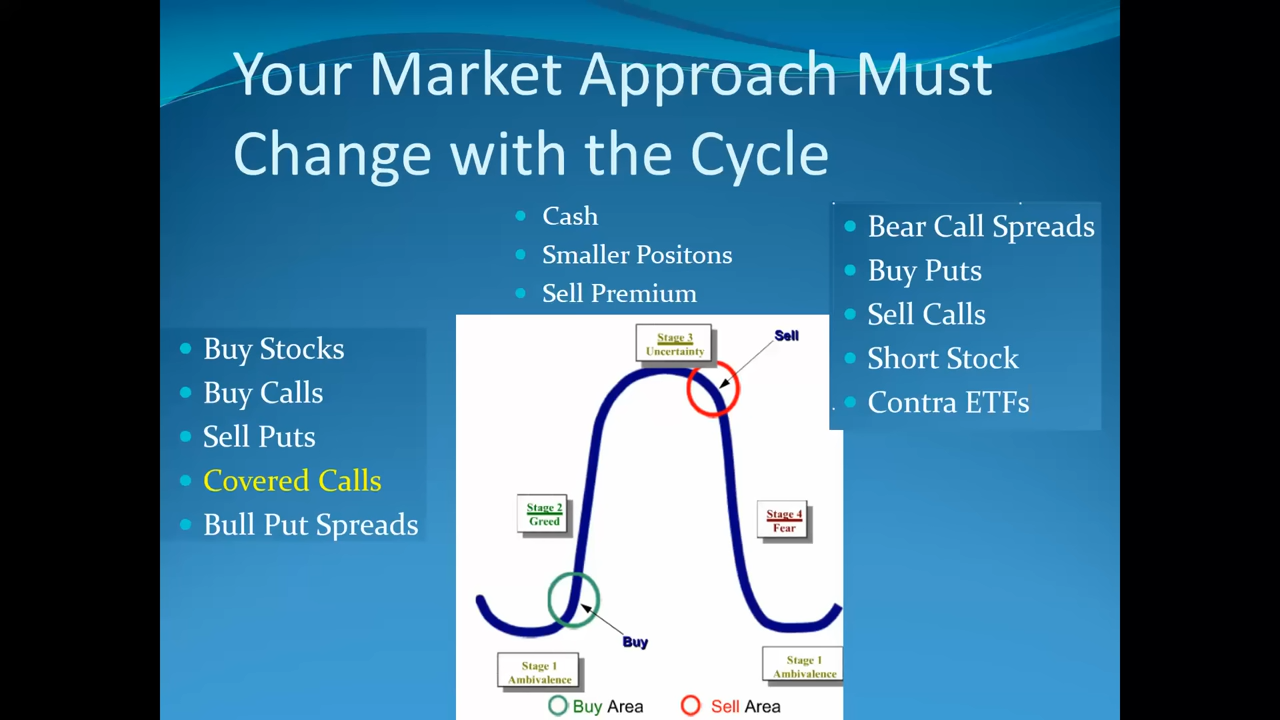 Your Market Approach Must
Change with the Cycle
Cash
Smaller Positons
Sell Premium
Buy Stocks
Buy Calls
Sell Puts
Covered Calls
Bull Put Spreads
Bear Call Spreads
Buy Puts
Sell Calls
Short Stock
Contra ETFs
Stage 3
Uncertainty
Sell
Stage 2
Greed
Stage 4
Fear
Buy
Stage 1
Ambivalence
Stage 1
Ambivalence
Buy Area
Sell Area